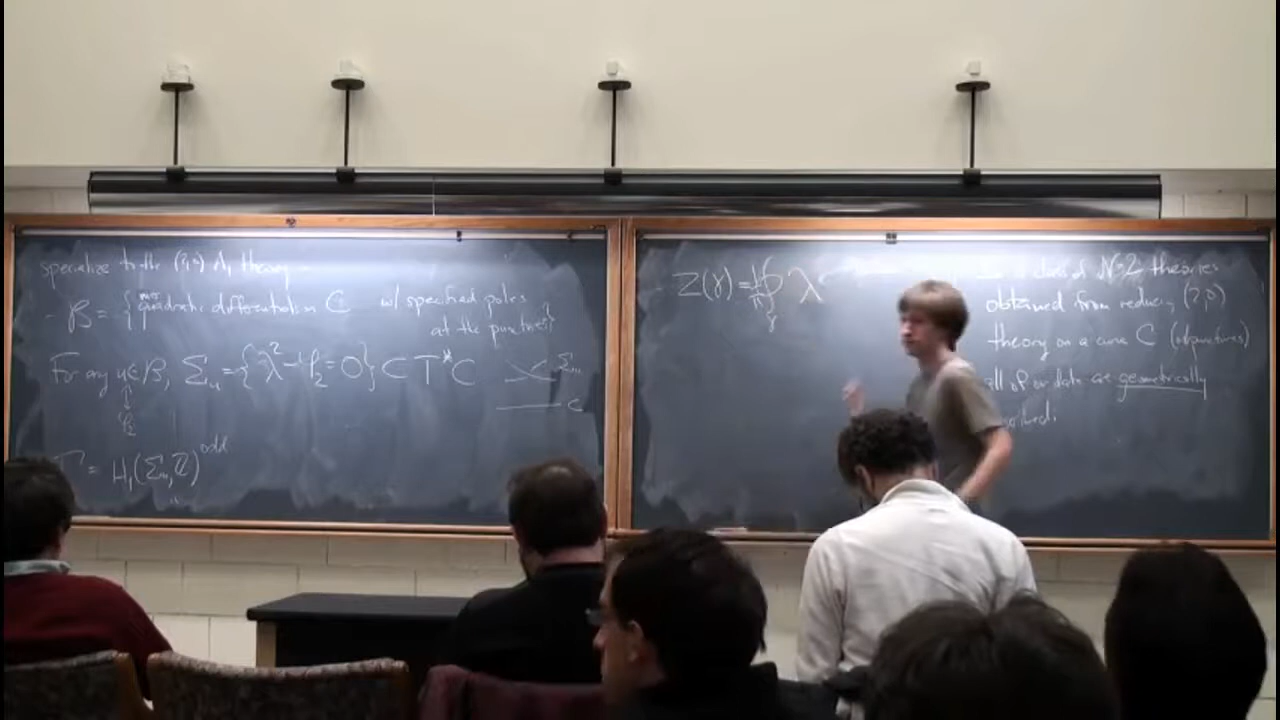 specialize to the (2,0) A₁ theory
B = { quadratic differentials on C w/ specified poles
at the punctures }
For any u ∈ B, Σᵤ = {λ² - φ₂ = 0} ⊂ T*C
φ₂
Σᵤ
C
Γ = H₁(Σᵤ, ℤ)^odd
Z(γ) = 1/π ∮ λ
γ
class of N=2 theories
obtained from reducing (2,0)
theory on a curve C (w/punctures)
all of our data are geometrically